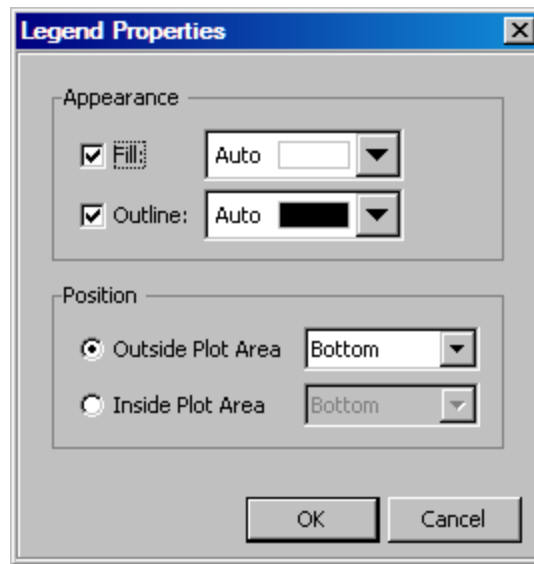 Legend Properties
Appearance
Fill: Auto
Outline: Auto
Position
Outside Plot Area Bottom
Inside Plot Area Bottom
OK Cancel